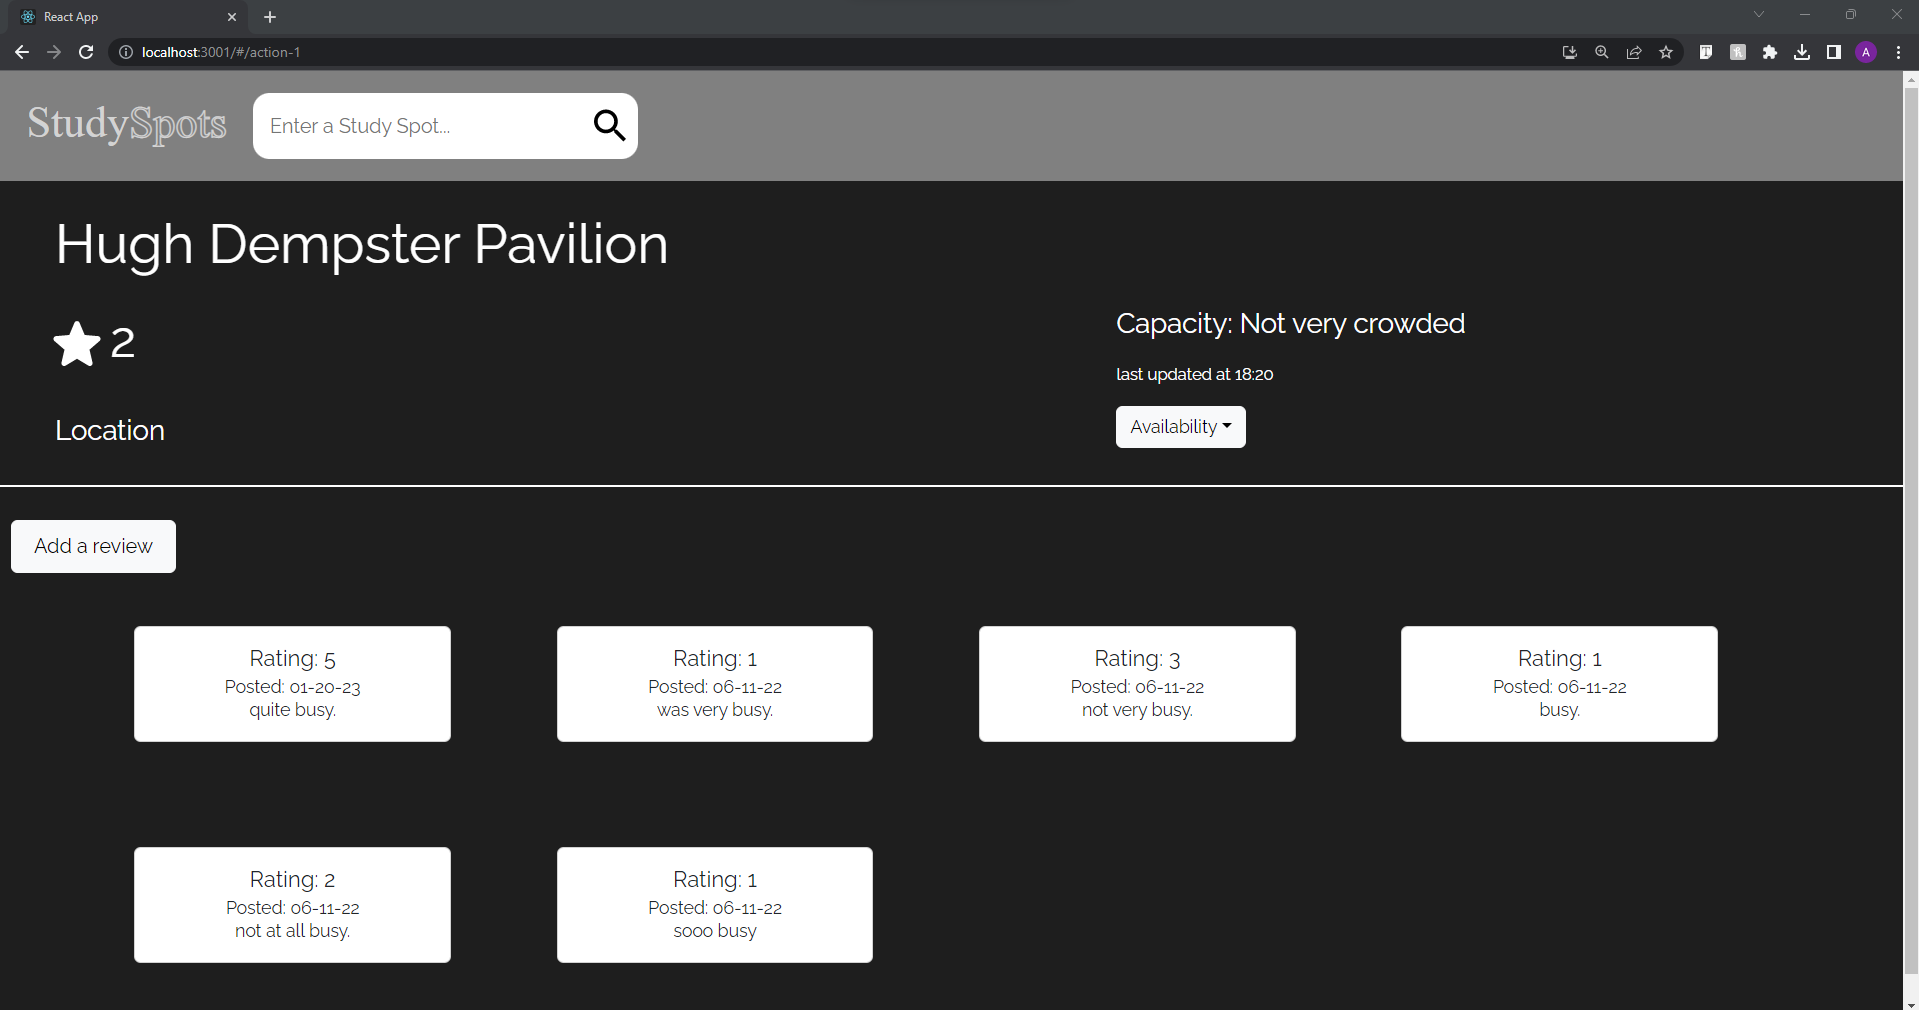 React App
localhost:3001/#/action-1
A
StudySpots
Enter a Study Spot...
Hugh Dempster Pavilion
2
Capacity: Not very crowded
last updated at 18:20
Availability
Location
Add a review
Rating: 5
Posted: 01-20-23
quite busy.
Rating: 1
Posted: 06-11-22
was very busy.
Rating: 3
Posted: 06-11-22
not very busy.
Rating: 1
Posted: 06-11-22
busy.
Rating: 2
Posted: 06-11-22
not at all busy.
Rating: 1
Posted: 06-11-22
sooo busy